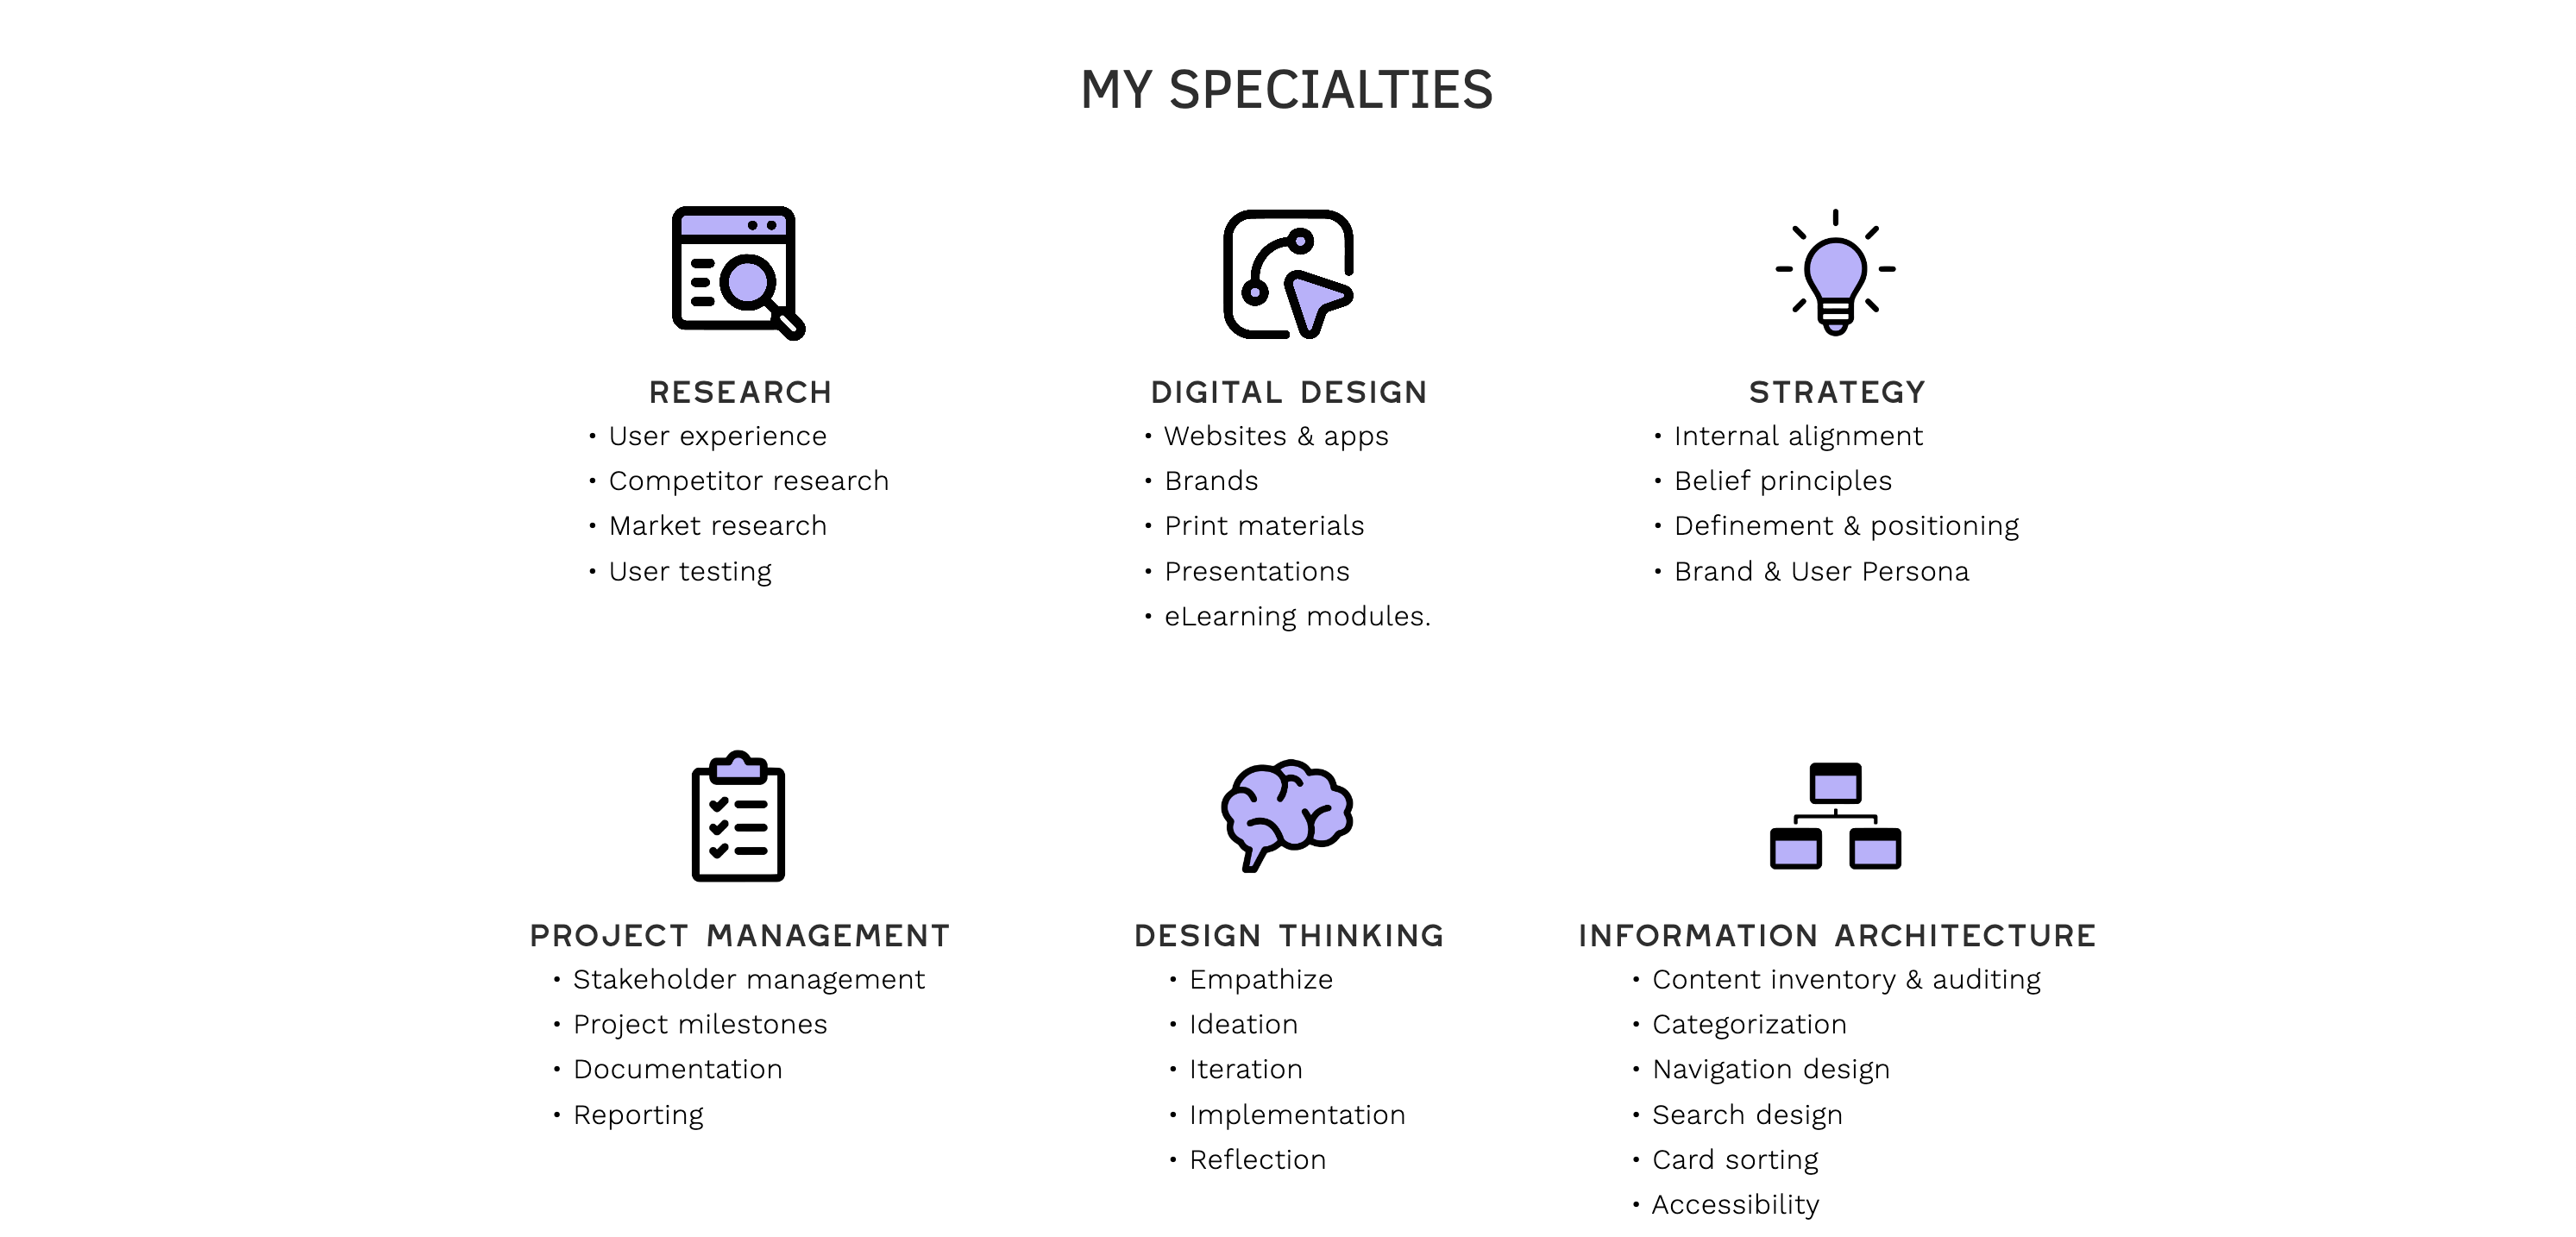 MY SPECIALTIES
RESEARCH
• User experience
• Competitor research
• Market research
• User testing
DIGITAL DESIGN
• Websites & apps
• Brands
• Print materials
• Presentations
• eLearning modules.
STRATEGY
• Internal alignment
• Belief principles
• Definement & positioning
• Brand & User Persona
PROJECT MANAGEMENT
• Stakeholder management
• Project milestones
• Documentation
• Reporting
DESIGN THINKING
• Empathize
• Ideation
• Iteration
• Implementation
• Reflection
INFORMATION ARCHITECTURE
• Content inventory & auditing
• Categorization
• Navigation design
• Search design
• Card sorting
• Accessibility